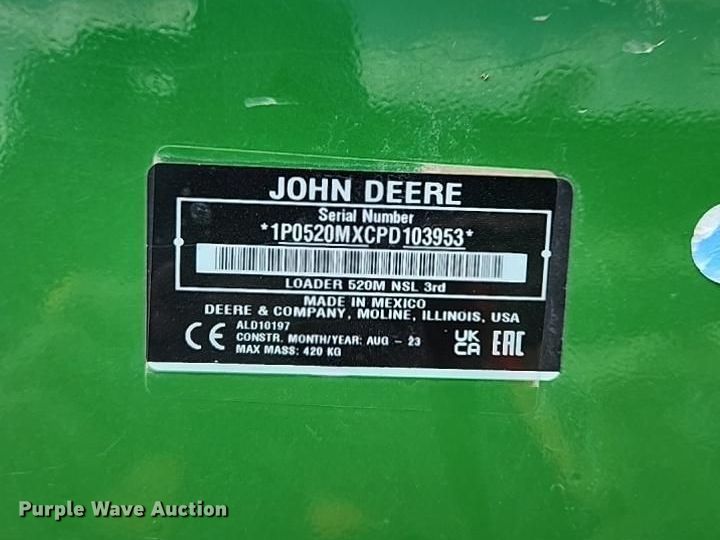 JOHN DEERE
Serial Number
*1P0520MXCPD103953*
LOADER 520M NSL 3rd
MADE IN MEXICO
DEERE & COMPANY, MOLINE, ILLINOIS, USA
ALD10197
CONSTR. MONTH/YEAR: AUG - 23
MAX MASS: 420 KG
CE
UK
CA
EAC
Purple Wave Auction